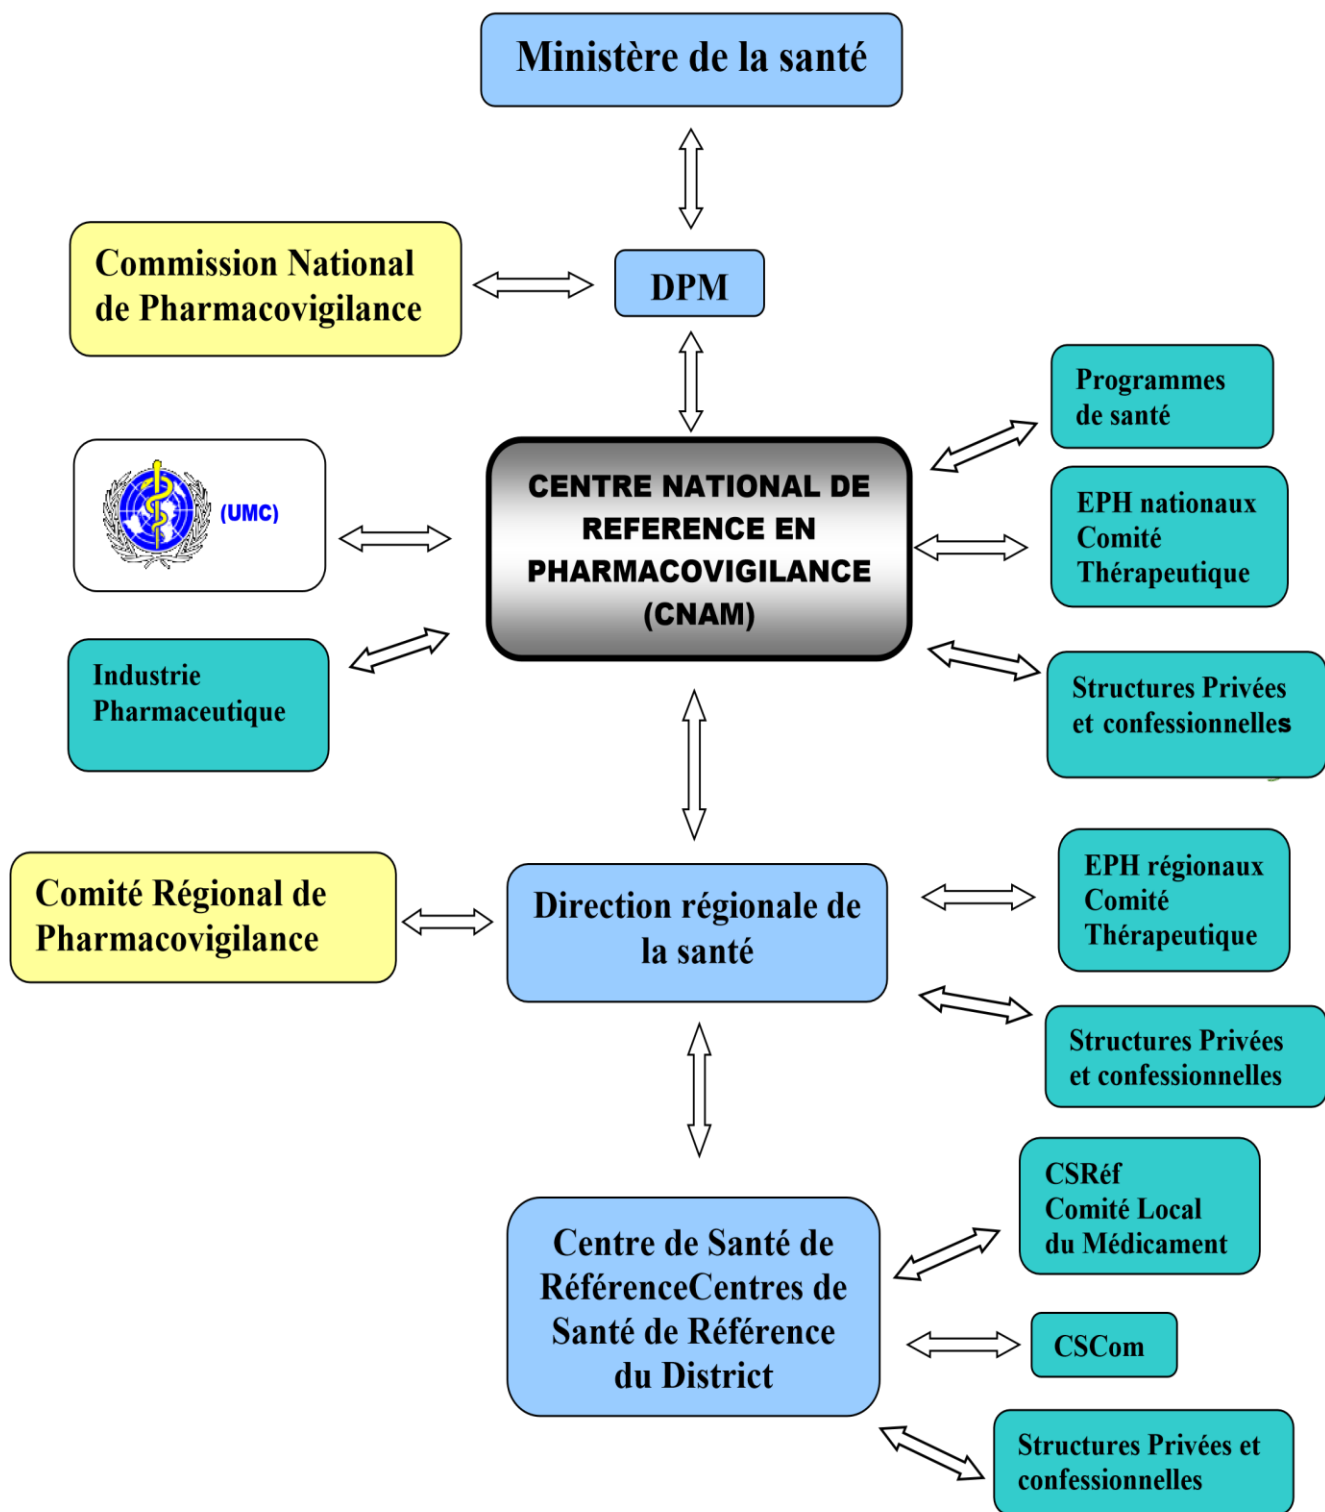 Ministère de la santé
Commission National
de Pharmacovigilance
DPM
Programmes
de santé
CENTRE NATIONAL DE
REFERENCE EN
PHARMACOVIGILANCE
(CNAM)
(UMC)
EPH nationaux
Comité
Thérapeutique
Industrie
Pharmaceutique
Structures Privées
et confessionnelles
Comité Régional de
Pharmacovigilance
Direction régionale de
la santé
EPH régionaux
Comité
Thérapeutique
Structures Privées
et confessionnelles
Centre de Santé de
RéférenceCentres de
Santé de Référence
du District
CSRéf
Comité Local
du Médicament
CSCom
Structures Privées et
confessionnelles